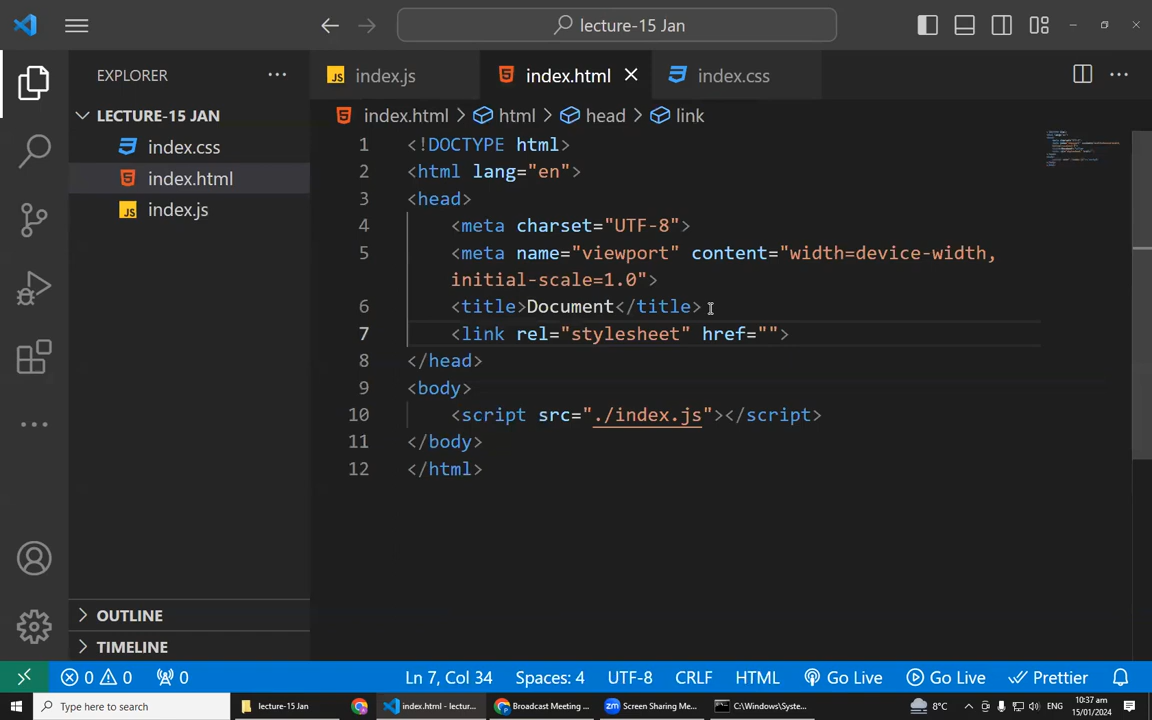 lecture-15 Jan
EXPLORER
LECTURE-15 JAN
index.css
index.html
index.js
OUTLINE
TIMELINE
JS index.js
index.html
index.css
index.html > html > head > link
1 <!DOCTYPE html>
2 <html lang="en">
3 <head>
4 <meta charset="UTF-8">
5 <meta name="viewport" content="width=device-width,
initial-scale=1.0">
6 <title>Document</title>
7 <link rel="stylesheet" href="">
8 </head>
9 <body>
10 <script src="./index.js"></script>
11 </body>
12 </html>
0 0 0 Ln 7, Col 34 Spaces: 4 UTF-8 CRLF HTML Go Live Go Live Prettier
Type here to search lecture-15 Jan index.html - lectur... Broadcast Meeting ... Screen Sharing Me... C:\Windows\Syste... 8°C ENG 10:37 am
15/01/2024